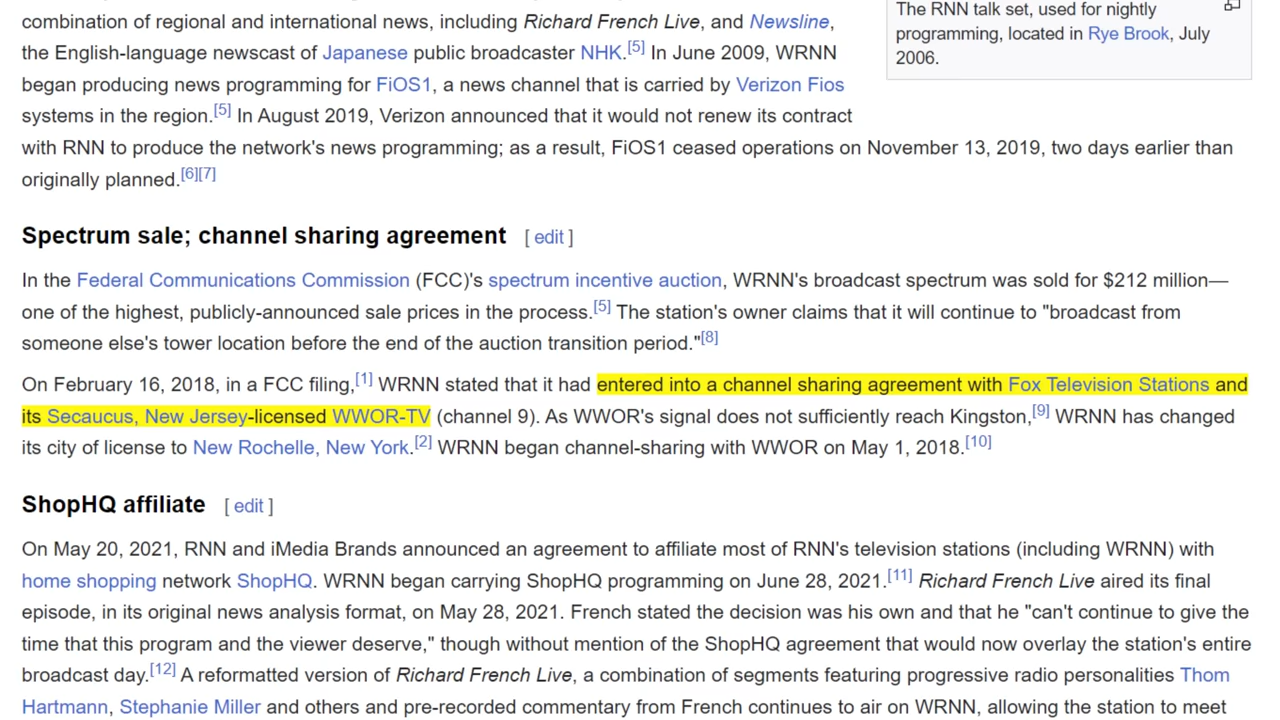 combination of regional and international news, including Richard French Live, and Newsline,
the English-language newscast of Japanese public broadcaster NHK.[5] In June 2009, WRNN
began producing news programming for FiOS1, a news channel that is carried by Verizon Fios
systems in the region.[5] In August 2019, Verizon announced that it would not renew its contract
with RNN to produce the network's news programming; as a result, FiOS1 ceased operations on November 13, 2019, two days earlier than
originally planned.[6][7]
The RNN talk set, used for nightly
programming, located in Rye Brook, July
2006.
Spectrum sale; channel sharing agreement [ edit ]
In the Federal Communications Commission (FCC)'s spectrum incentive auction, WRNN's broadcast spectrum was sold for $212 million—
one of the highest, publicly-announced sale prices in the process.[5] The station's owner claims that it will continue to "broadcast from
someone else's tower location before the end of the auction transition period."[8]
On February 16, 2018, in a FCC filing,[1] WRNN stated that it had entered into a channel sharing agreement with Fox Television Stations and
its Secaucus, New Jersey-licensed WWOR-TV (channel 9). As WWOR's signal does not sufficiently reach Kingston,[9] WRNN has changed
its city of license to New Rochelle, New York.[2] WRNN began channel-sharing with WWOR on May 1, 2018.[10]
ShopHQ affiliate [ edit ]
On May 20, 2021, RNN and iMedia Brands announced an agreement to affiliate most of RNN's television stations (including WRNN) with
home shopping network ShopHQ. WRNN began carrying ShopHQ programming on June 28, 2021.[11] Richard French Live aired its final
episode, in its original news analysis format, on May 28, 2021. French stated the decision was his own and that he "can't continue to give the
time that this program and the viewer deserve," though without mention of the ShopHQ agreement that would now overlay the station's entire
broadcast day.[12] A reformatted version of Richard French Live, a combination of segments featuring progressive radio personalities Thom
Hartmann, Stephanie Miller and others and pre-recorded commentary from French continues to air on WRNN, allowing the station to meet